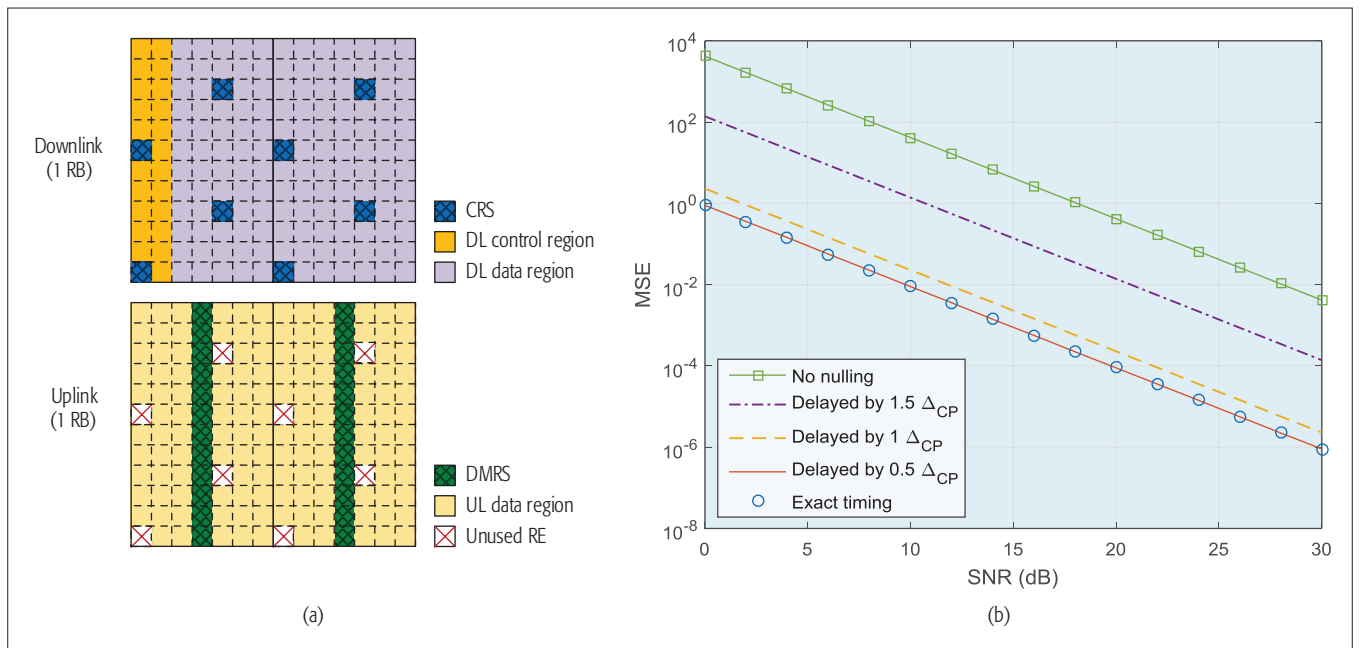 Downlink
(1 RB)
CRS
DL control region
DL data region
Uplink
(1 RB)
DMRS
UL data region
Unused RE
(a)
10^4
10^2
10^0
10^-2
10^-4
10^-6
10^-8
MSE
No nulling
Delayed by 1.5 Δ_CP
Delayed by 1 Δ_CP
Delayed by 0.5 Δ_CP
Exact timing
0 5 10 15 20 25 30
SNR (dB)
(b)